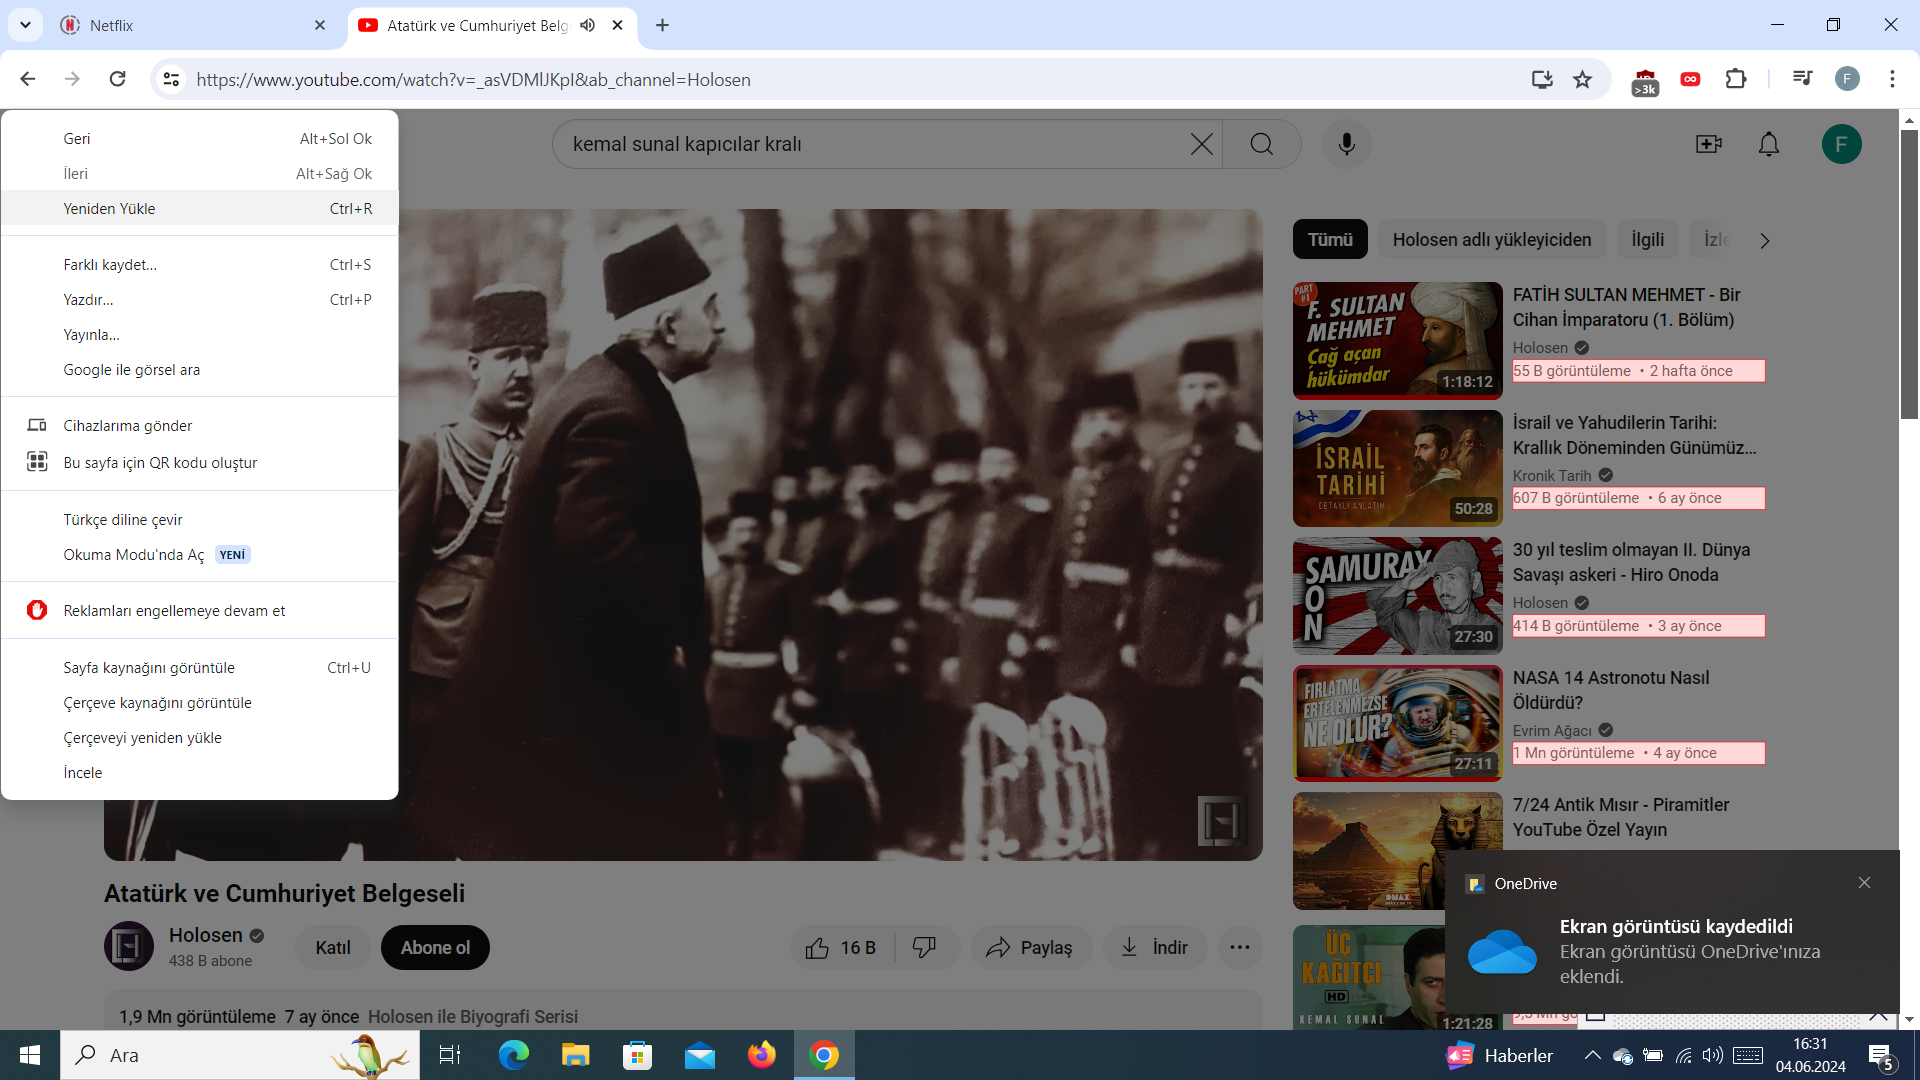 Netflix
Atatürk ve Cumhuriyet Belg
https://www.youtube.com/watch?v=_asVDMlJKpI&ab_channel=Holosen
>3k
F
Geri Alt+Sol Ok
İleri Alt+Sağ Ok
Yeniden Yükle Ctrl+R
Farklı kaydet... Ctrl+S
Yazdır... Ctrl+P
Yayınla...
Google ile görsel ara
Cihazlarıma gönder
Bu sayfa için QR kodu oluştur
Türkçe diline çevir
Okuma Modu'nda Aç YENİ
Reklamları engellemeye devam et
Sayfa kaynağını görüntüle Ctrl+U
Çerçeve kaynağını görüntüle
Çerçeveyi yeniden yükle
İncele
kemal sunal kapıcılar kralı
F
Tümü Holosen adlı yükleyiciden İlgili İzle
PART #1
F. SULTAN
MEHMET
Çağ açan
hükümdar
1:18:12
FATİH SULTAN MEHMET - Bir
Cihan İmparatoru (1. Bölüm)
Holosen
55 B görüntüleme • 2 hafta önce
İSRAİL
TARİHİ
DETAYLI ANLATIM
50:28
İsrail ve Yahudilerin Tarihi:
Krallık Döneminden Günümüz...
Kronik Tarih
607 B görüntüleme • 6 ay önce
SAMURAY
SON
27:30
30 yıl teslim olmayan II. Dünya
Savaşı askeri - Hiro Onoda
Holosen
414 B görüntüleme • 3 ay önce
FIRLATMA
ERTELENMEZSE
NE OLUR?
27:11
NASA 14 Astronotu Nasıl
Öldürdü?
Evrim Ağacı
1 Mn görüntüleme • 4 ay önce
7/24 Antik Mısır - Piramitler
YouTube Özel Yayın
DMAX
ÜÇ
KAĞITÇI
HD
KEMAL SUNAL
1:21:28
9,3 Mn gö
Atatürk ve Cumhuriyet Belgeseli
Holosen
438 B abone
Katıl
Abone ol
16 B
Paylaş
İndir
1,9 Mn görüntüleme 7 ay önce Holosen ile Biyografi Serisi
OneDrive
Ekran görüntüsü kaydedildi
Ekran görüntüsü OneDrive'ınıza
eklendi.
Ara
Haberler
16:31
04.06.2024
5